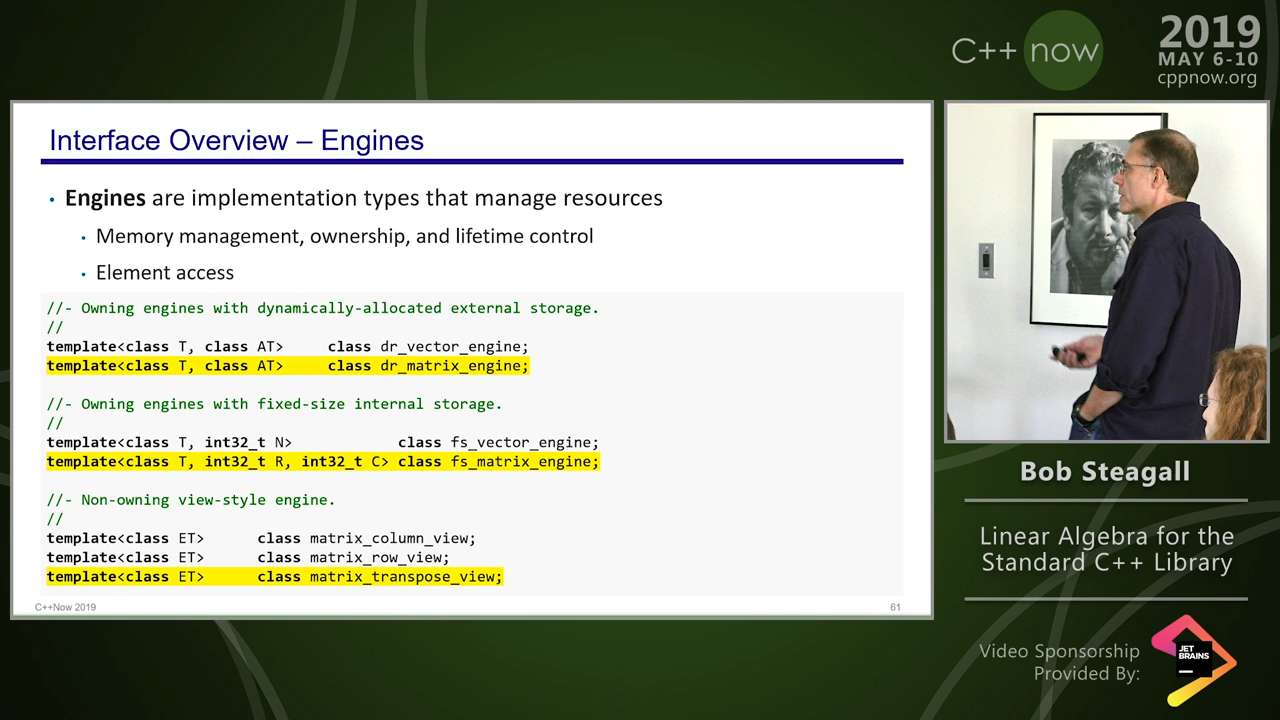 C++ now
2019
MAY 6-10
cppnow.org
Interface Overview – Engines
• Engines are implementation types that manage resources
• Memory management, ownership, and lifetime control
• Element access
//- Owning engines with dynamically-allocated external storage.
//
template<class T, class AT>     class dr_vector_engine;
template<class T, class AT>     class dr_matrix_engine;
//- Owning engines with fixed-size internal storage.
//
template<class T, int32_t N>            class fs_vector_engine;
template<class T, int32_t R, int32_t C> class fs_matrix_engine;
//- Non-owning view-style engine.
//
template<class ET>      class matrix_column_view;
template<class ET>      class matrix_row_view;
template<class ET>      class matrix_transpose_view;
C++Now 2019
61
Bob Steagall
Linear Algebra for the
Standard C++ Library
Video Sponsorship
Provided By:
JET
BRAINS